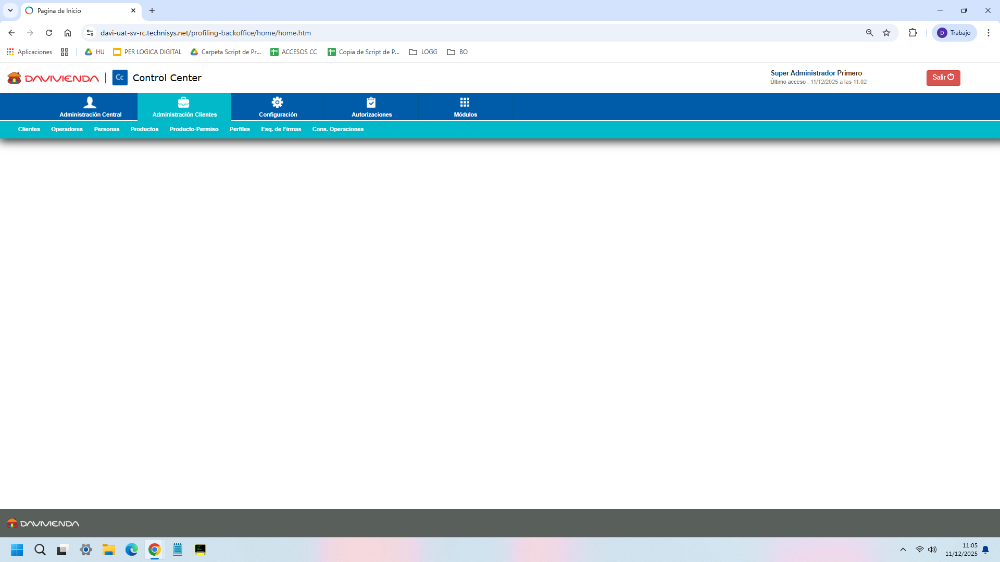 Pagina de Inicio
davi-uat-sv-rc.technisys.net/profiling-backoffice/home/home.htm
D Trabajo
Aplicaciones HU PER LOGICA DIGITAL Carpeta Script de Pr... ACCESOS CC Copia de Script de P... LOGG BO
DAVIVIENDA Cc Control Center
Super Administrador Primero
Último acceso : 11/12/2025 a las 11:02
Salir
Administración Central Administración Clientes Configuración Autorizaciones Módulos
Clientes Operadores Personas Productos Producto-Permiso Perfiles Esq. de Firmas Cons. Operaciones
DAVIVIENDA
11:05
11/12/2025